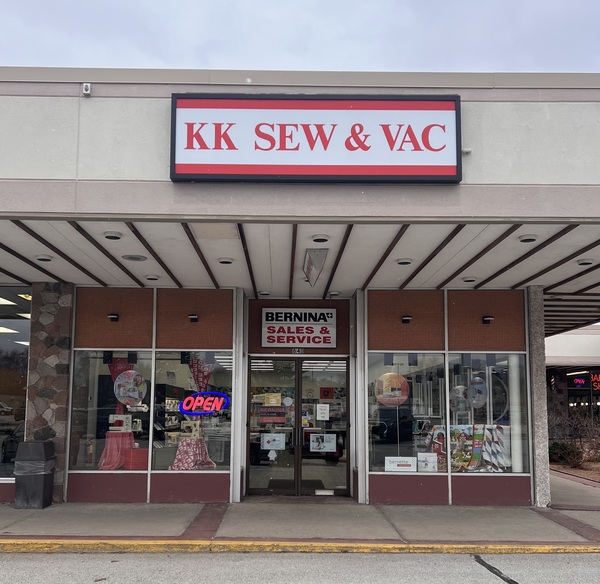 KK SEW & VAC
BERNINA
SALES &
SERVICE
OPEN